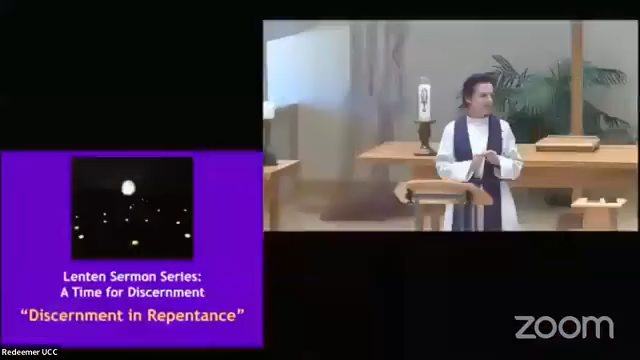 Lenten Sermon Series:
A Time for Discernment
"Discernment in Repentance"
Redeemer UCC
zoom